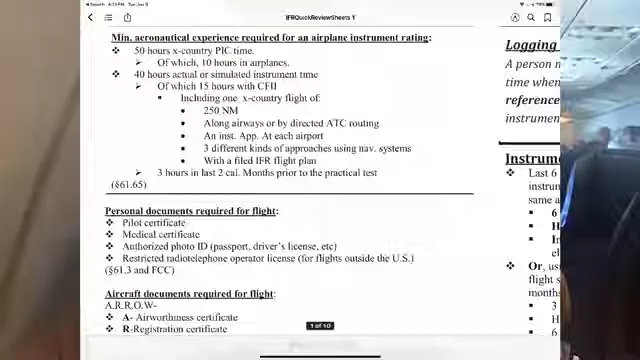 IFRQuickReviewSheets 1
Min. aeronautical experience required for an airplane instrument rating:
50 hours x-country PIC time.
Of which, 10 hours in airplanes.
40 hours actual or simulated instrument time
Of which 15 hours with CFII
Including one x-country flight of:
250 NM
Along airways or by directed ATC routing
An inst. App. At each airport
3 different kinds of approaches using nav. systems
With a filed IFR flight plan
3 hours in last 2 cal. Months prior to the practical test
(§61.65)
Personal documents required for flight:
Pilot certificate
Medical certificate
Authorized photo ID (passport, driver's license, etc)
Restricted radiotelephone operator license (for flights outside the U.S.)
(§61.3 and FCC)
Aircraft documents required for flight:
A.R.R.O.W-
A- Airworthiness certificate
R-Registration certificate
1 of 10
Logging
A person m
time when
reference
instrumen
Instrum
Last 6
instrum
same a
6
H
In
el
Or, us
flight s
months
3
H
6